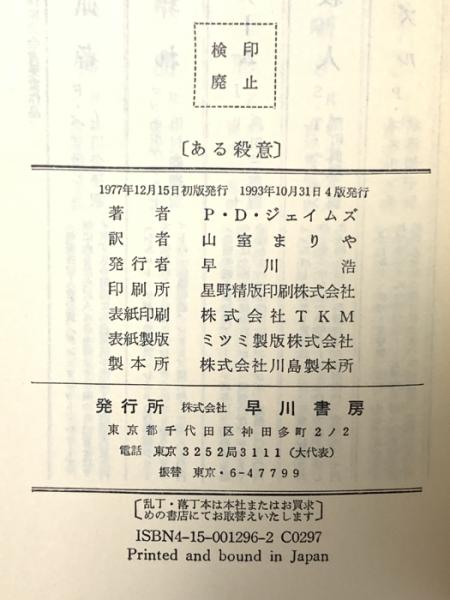 検印
廃止
〔ある殺意〕
1977年12月15日初版発行 1993年10月31日4版発行
著者 P・D・ジェイムズ
訳者 山室まりや
発行者 早川浩
印刷所 星野精版印刷株式会社
表紙印刷 株式会社TKM
表紙製版 ミツミ製版株式会社
製本所 株式会社川島製本所
発行所 株式会社 早川書房
東京都千代田区神田多町2ノ2
電話 東京3252局3111(大代表)
振替 東京・6-47799
〔乱丁・落丁本は本社またはお買求
めの書店にてお取替えいたします〕
ISBN4-15-001296-2 C0297
Printed and bound in Japan